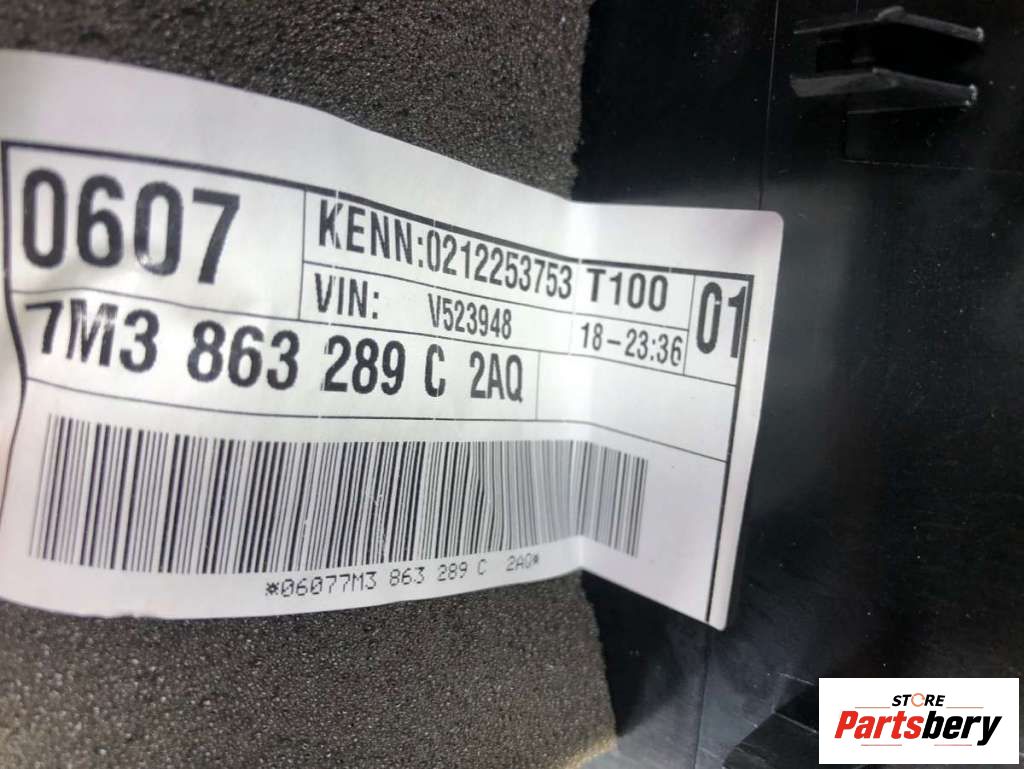 0607
KENN:0212253753 T100
01
VIN: V523948 18-23:36
7M3 863 289 C 2AQ
*06077M3 863 289 C 2AQ*
STORE
Partsbery